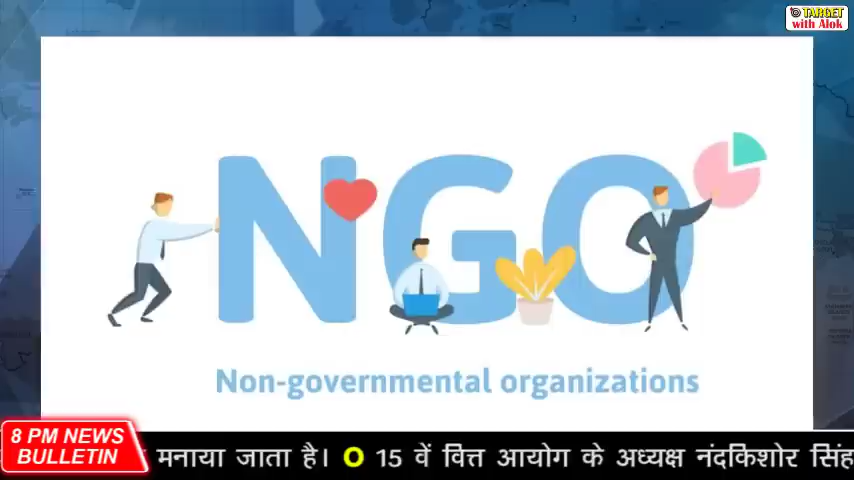 TARGET
with Alok
NGO
Non-governmental organizations
8 PM NEWS
BULLETIN
मनाया जाता है। O 15 वें वित्त आयोग के अध्यक्ष नंदकिशोर सिंह